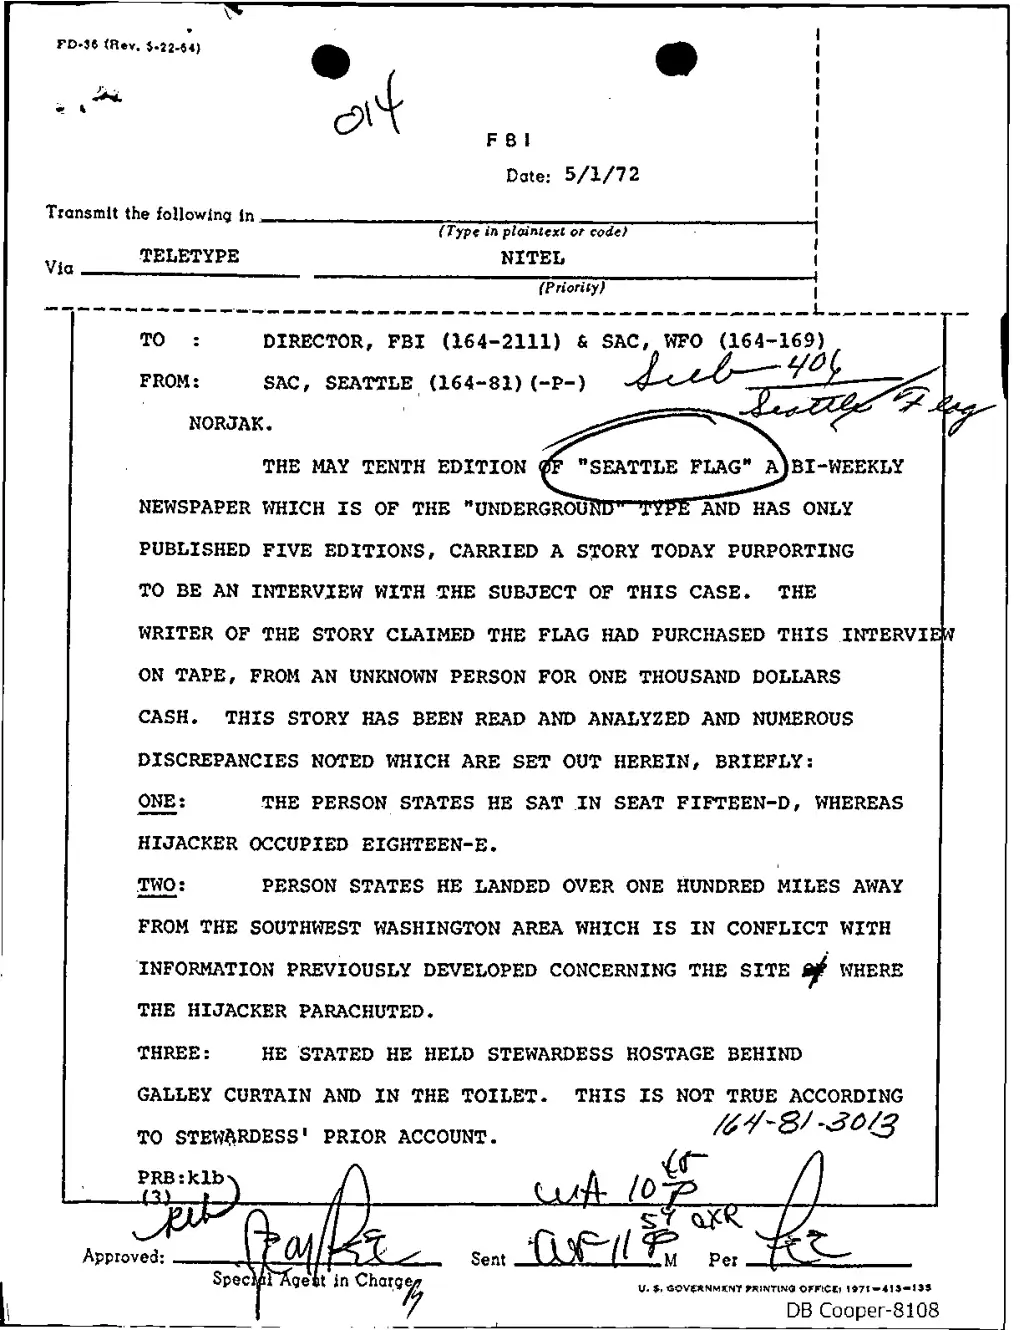 FD-36 (Rev. 5-22-64)
014
FBI
Date: 5/1/72
Transmit the following in
(Type in plaintext or code)
Via TELETYPE NITEL
(Priority)
TO : DIRECTOR, FBI (164-2111) & SAC, WFO (164-169)
FROM: SAC, SEATTLE (164-81) (-P-)
Sub - 406
Seattle Flag
NORJAK.
THE MAY TENTH EDITION OF "SEATTLE FLAG" A BI-WEEKLY
NEWSPAPER WHICH IS OF THE "UNDERGROUND" TYPE AND HAS ONLY
PUBLISHED FIVE EDITIONS, CARRIED A STORY TODAY PURPORTING
TO BE AN INTERVIEW WITH THE SUBJECT OF THIS CASE. THE
WRITER OF THE STORY CLAIMED THE FLAG HAD PURCHASED THIS INTERVIEW
ON TAPE, FROM AN UNKNOWN PERSON FOR ONE THOUSAND DOLLARS
CASH. THIS STORY HAS BEEN READ AND ANALYZED AND NUMEROUS
DISCREPANCIES NOTED WHICH ARE SET OUT HEREIN, BRIEFLY:
ONE: THE PERSON STATES HE SAT IN SEAT FIFTEEN-D, WHEREAS
HIJACKER OCCUPIED EIGHTEEN-E.
TWO: PERSON STATES HE LANDED OVER ONE HUNDRED MILES AWAY
FROM THE SOUTHWEST WASHINGTON AREA WHICH IS IN CONFLICT WITH
INFORMATION PREVIOUSLY DEVELOPED CONCERNING THE SITE WHERE
THE HIJACKER PARACHUTED.
THREE: HE STATED HE HELD STEWARDESS HOSTAGE BEHIND
GALLEY CURTAIN AND IN THE TOILET. THIS IS NOT TRUE ACCORDING
TO STEWARDESS' PRIOR ACCOUNT.
164-81-3013
PRB:klb
(3)
WA 10 P
Approved: Sent 11 54 P M Per
Special Agent in Charge
U. S. GOVERNMENT PRINTING OFFICE: 1971-413-135
DB Cooper-8108